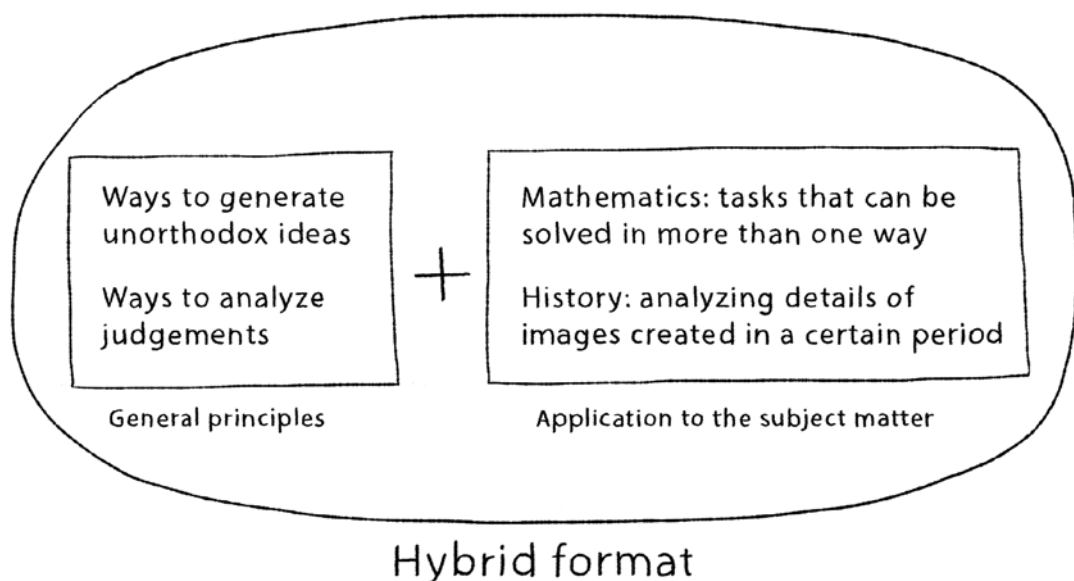 Ways to generate
unorthodox ideas
Ways to analyze
judgements
General principles
+
Mathematics: tasks that can be
solved in more than one way
History: analyzing details of
images created in a certain period
Application to the subject matter
Hybrid format